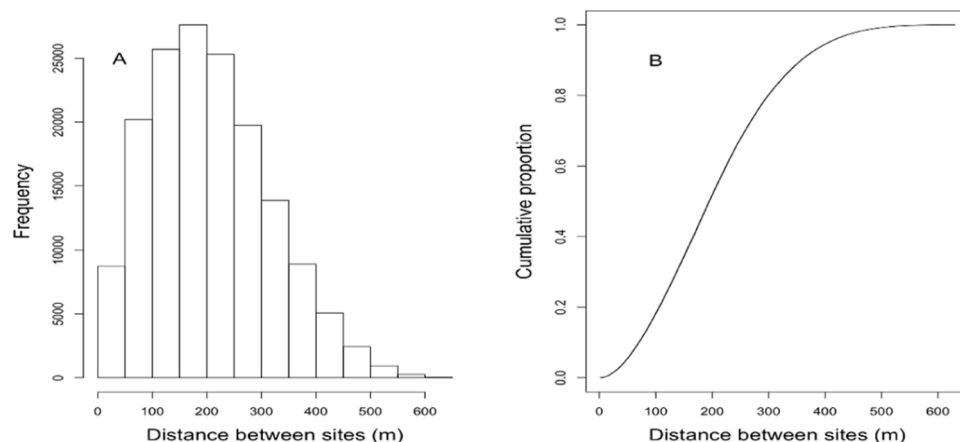 A
Frequency
25000
20000
15000
10000
5000
0
0 100 200 300 400 500 600
Distance between sites (m)
B
Cumulative proportion
1.0
0.8
0.6
0.4
0.2
0.0
0 100 200 300 400 500 600
Distance between sites (m)